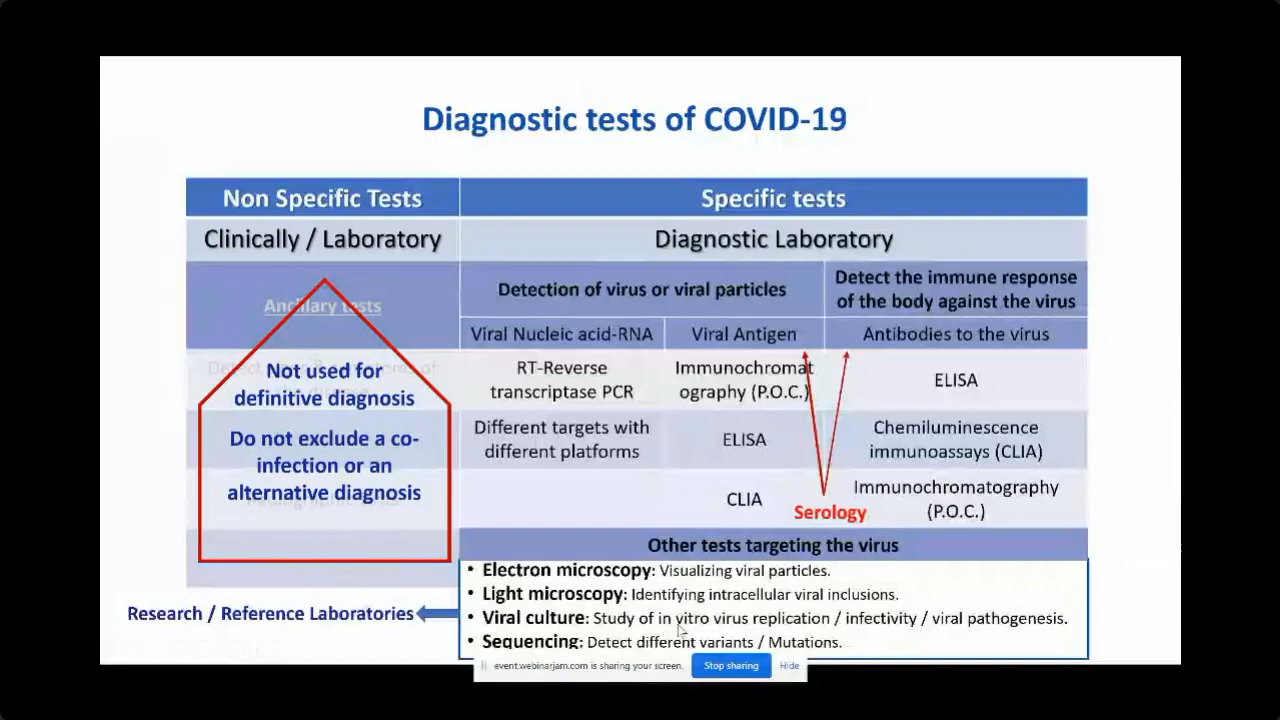 Diagnostic tests of COVID-19
Non Specific Tests
Specific tests
Clinically / Laboratory
Diagnostic Laboratory
Ancillary tests
Detection of virus or viral particles
Detect the immune response
of the body against the virus
Viral Nucleic acid-RNA
Viral Antigen
Antibodies to the virus
Not used for
definitive diagnosis
Do not exclude a co-
infection or an
alternative diagnosis
RT-Reverse
transcriptase PCR
Immunochromat
ography (P.O.C.)
ELISA
Different targets with
different platforms
ELISA
Chemiluminescence
immunoassays (CLIA)
CLIA
Immunochromatography
(P.O.C.)
Serology
Other tests targeting the virus
• Electron microscopy: Visualizing viral particles.
• Light microscopy: Identifying intracellular viral inclusions.
• Viral culture: Study of in vitro virus replication / infectivity / viral pathogenesis.
• Sequencing: Detect different variants / Mutations.
Research / Reference Laboratories
event.webinarjam.com is sharing your screen.
Stop sharing
Hide